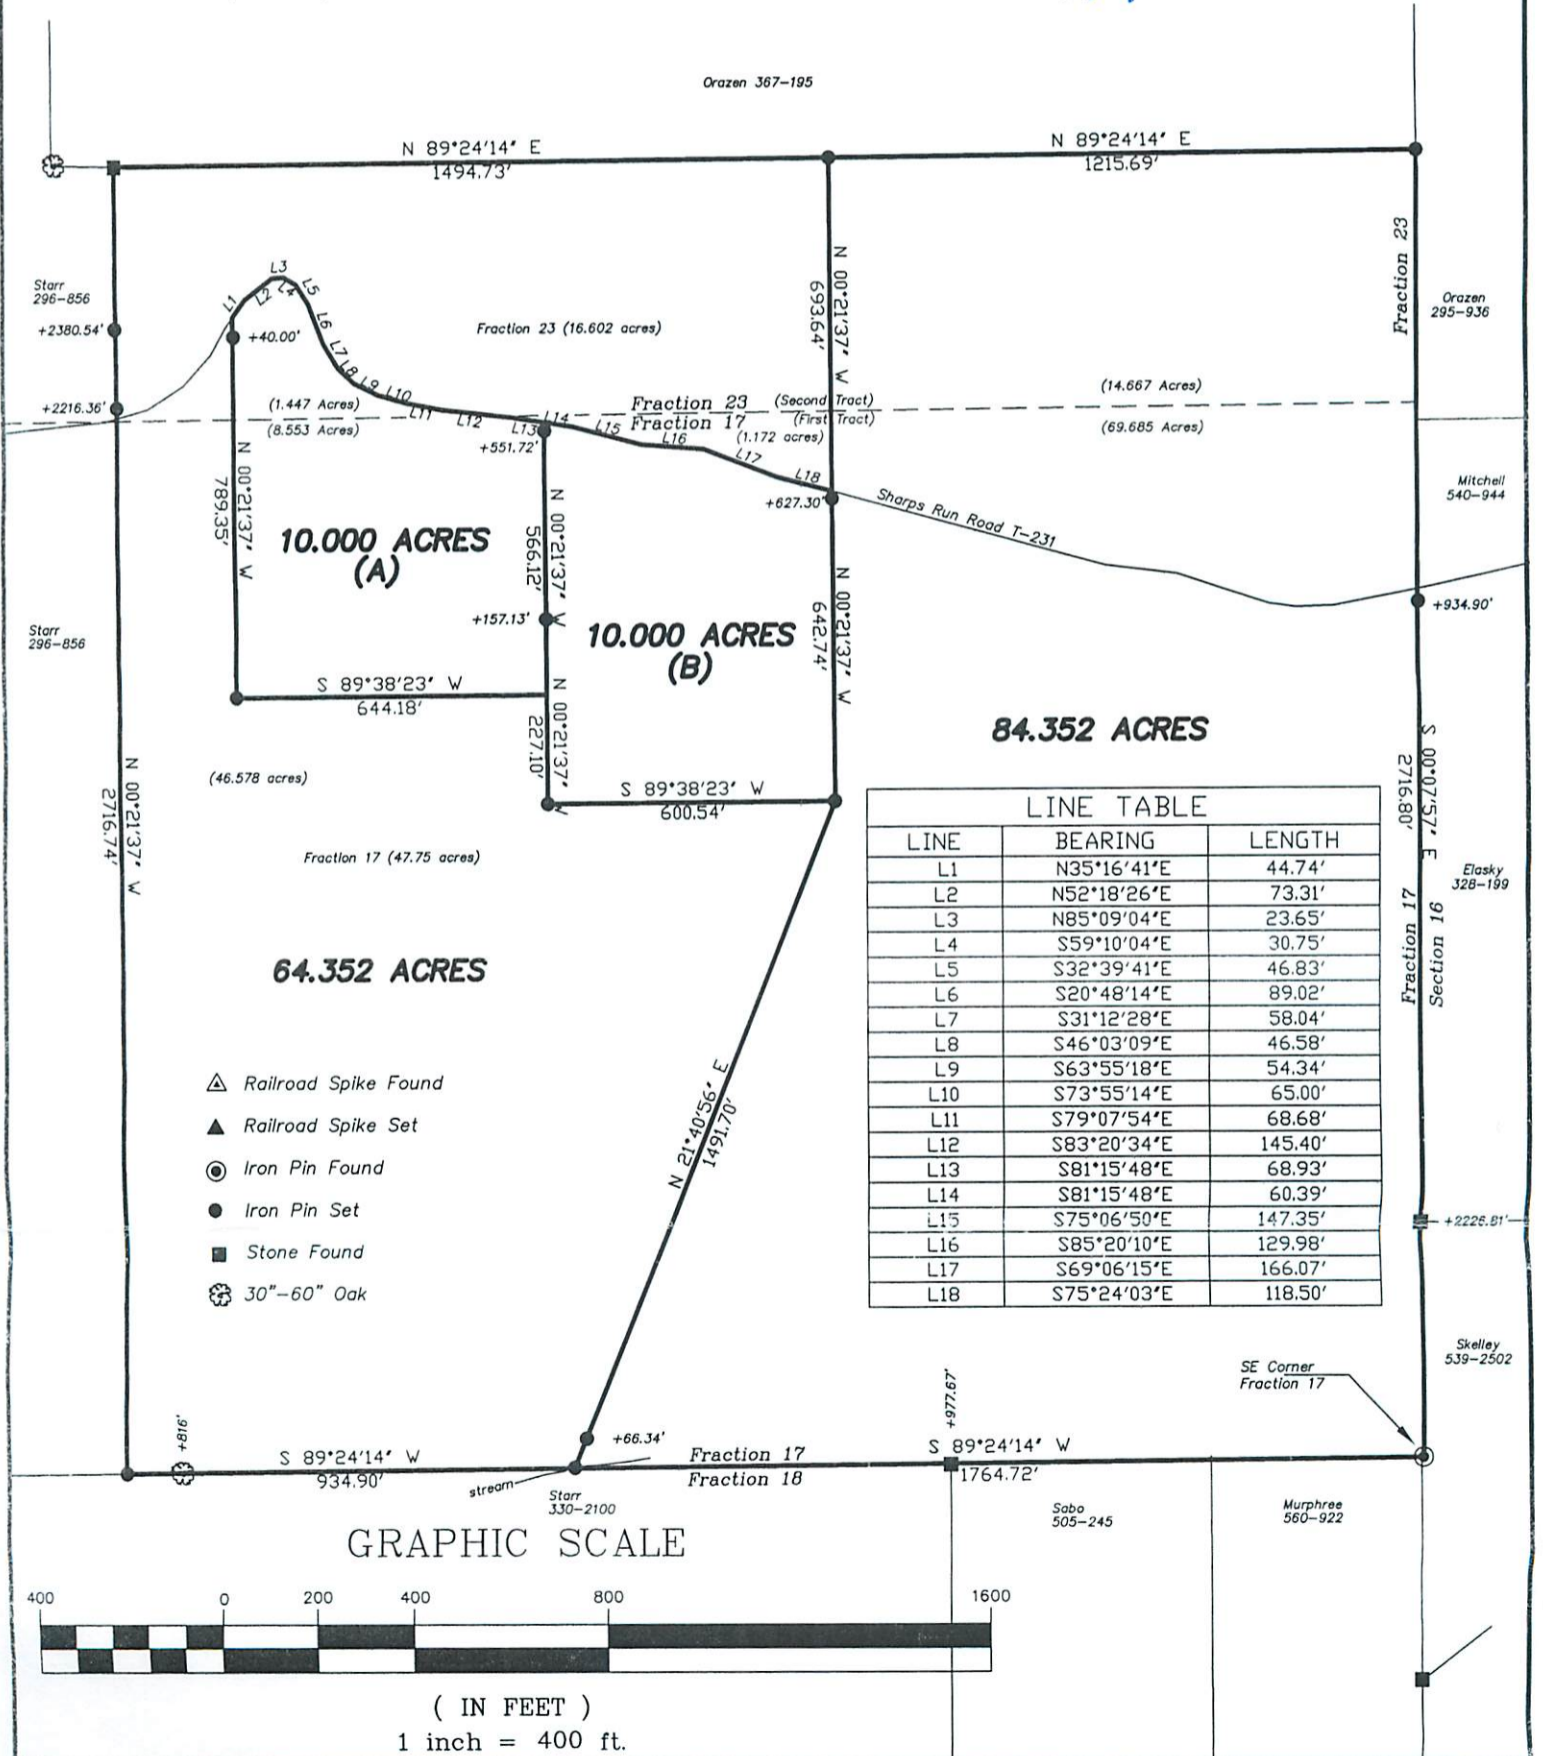 Orazen 367-195
N 89°24'14" E
1494.73'
N 89°24'14" E
1215.69'
Starr
296-856
+2380.54'
+2216.36'
L1
L2
L3
L4
L5
L6
L7
L8
L9
L10
L11
L12
L13
L14
L15
L16
L17
L18
+40.00'
Fraction 23 (16.602 acres)
N 00°21'37" W
693.64'
Fraction 23
Orazen
295-936
(1.447 Acres)
(8.553 Acres)
Fraction 23 (Second Tract)
Fraction 17 (First Tract)
(1.172 acres)
(14.667 Acres)
(69.685 Acres)
+551.72'
+627.30'
Sharps Run Road T-231
Mitchell
540-944
N 00°21'37" W
789.35'
10.000 ACRES
(A)
N 00°21'37" W
566.12'
+157.13'
10.000 ACRES
(B)
N 00°21'37" W
642.74'
+934.90'
Starr
296-856
S 89°38'23" W
644.18'
N 00°21'37" W
227.10'
84.352 ACRES
S 00°07'57" E
2716.80'
(46.578 acres)
S 89°38'23" W
600.54'
N 00°21'37" W
2716.74'
Fraction 17 (47.75 acres)
64.352 ACRES
LINE TABLE
LINE BEARING LENGTH
L1 N35°16'41"E 44.74'
L2 N52°18'26"E 73.31'
L3 N85°09'04"E 23.65'
L4 S59°10'04"E 30.75'
L5 S32°39'41"E 46.83'
L6 S20°48'14"E 89.02'
L7 S31°12'28"E 58.04'
L8 S46°03'09"E 46.58'
L9 S63°55'18"E 54.34'
L10 S73°55'14"E 65.00'
L11 S79°07'54"E 68.68'
L12 S83°20'34"E 145.40'
L13 S81°15'48"E 68.93'
L14 S81°15'48"E 60.39'
L15 S75°06'50"E 147.35'
L16 S85°20'10"E 129.98'
L17 S69°06'15"E 166.07'
L18 S75°24'03"E 118.50'
Fraction 17
Section 16
Elasky
328-199
Railroad Spike Found
Railroad Spike Set
Iron Pin Found
Iron Pin Set
Stone Found
30"-60" Oak
N 21°40'56" E
1491.70'
+2226.81'
Skelley
539-2502
SE Corner
Fraction 17
+977.67'
+816'
S 89°24'14" W
934.90'
+66.34'
stream
Starr
330-2100
Fraction 17
Fraction 18
S 89°24'14" W
1764.72'
Sabo
505-245
Murphree
560-922
GRAPHIC SCALE
400 0 200 400 800 1600
( IN FEET )
1 inch = 400 ft.